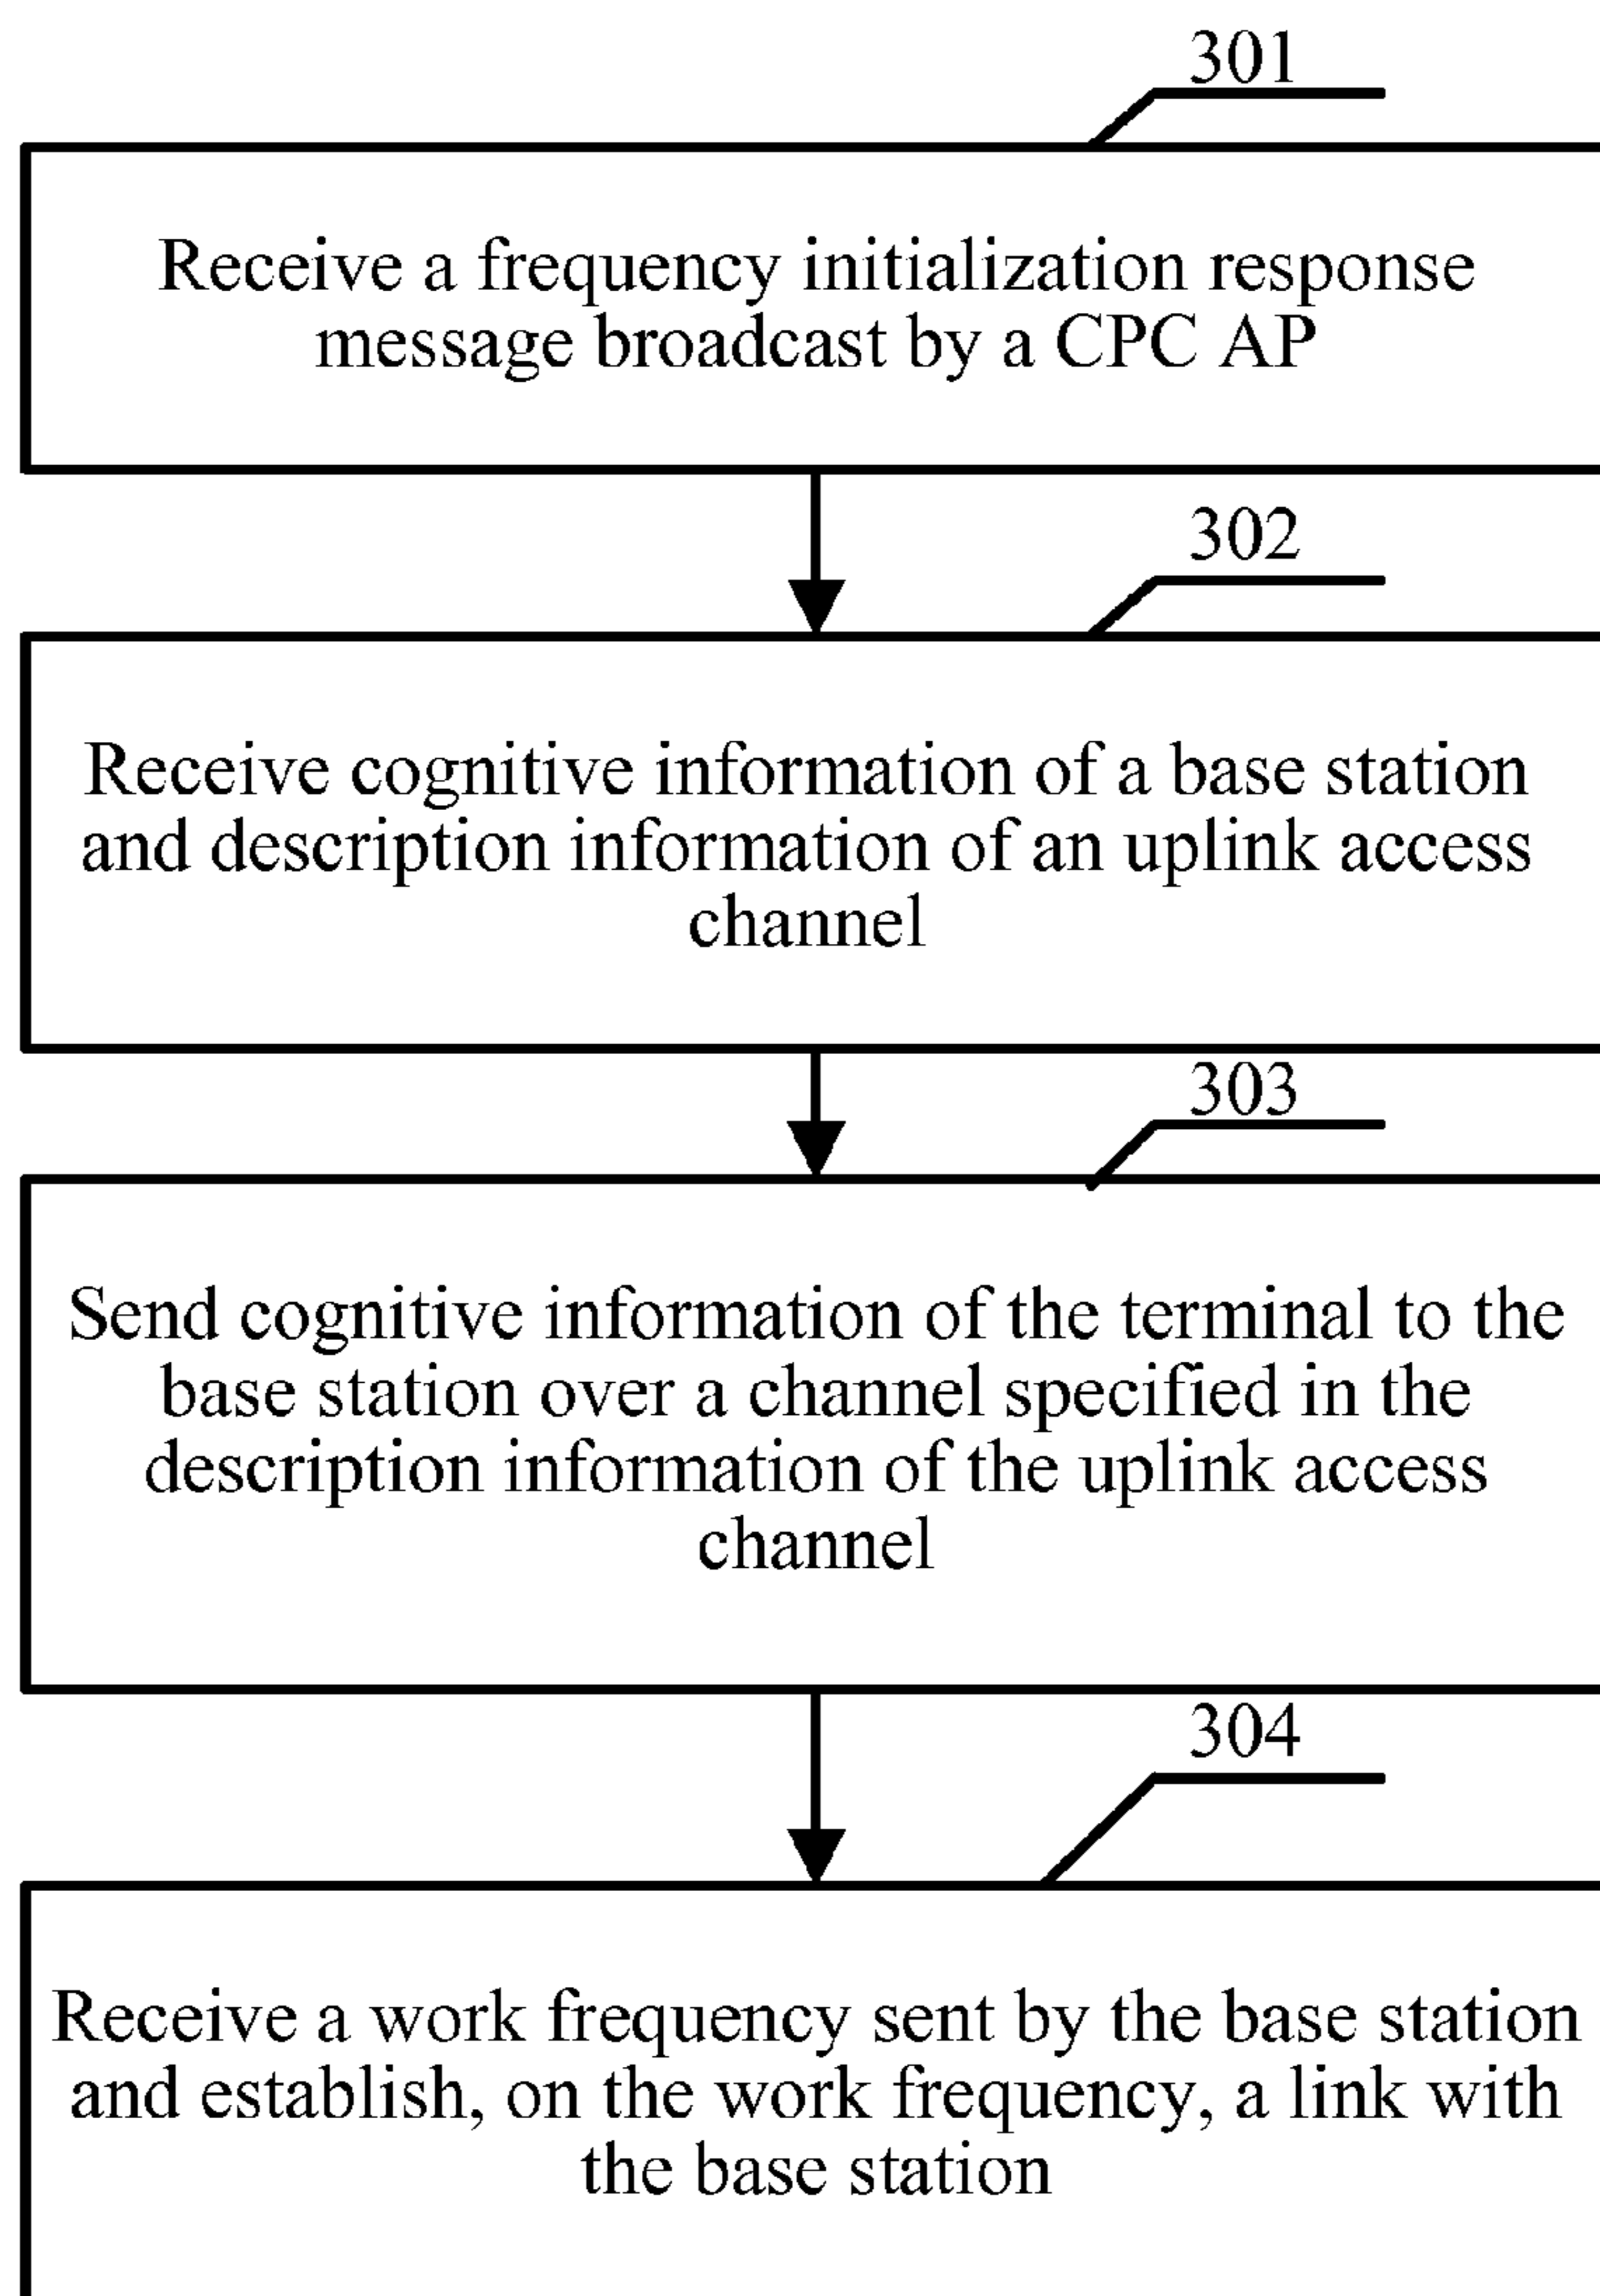 301
Receive a frequency initialization response
message broadcast by a CPC AP
302
Receive cognitive information of a base station
and description information of an uplink access
channel
303
Send cognitive information of the terminal to the
base station over a channel specified in the
description information of the uplink access
channel
304
Receive a work frequency sent by the base station
and establish, on the work frequency, a link with
the base station